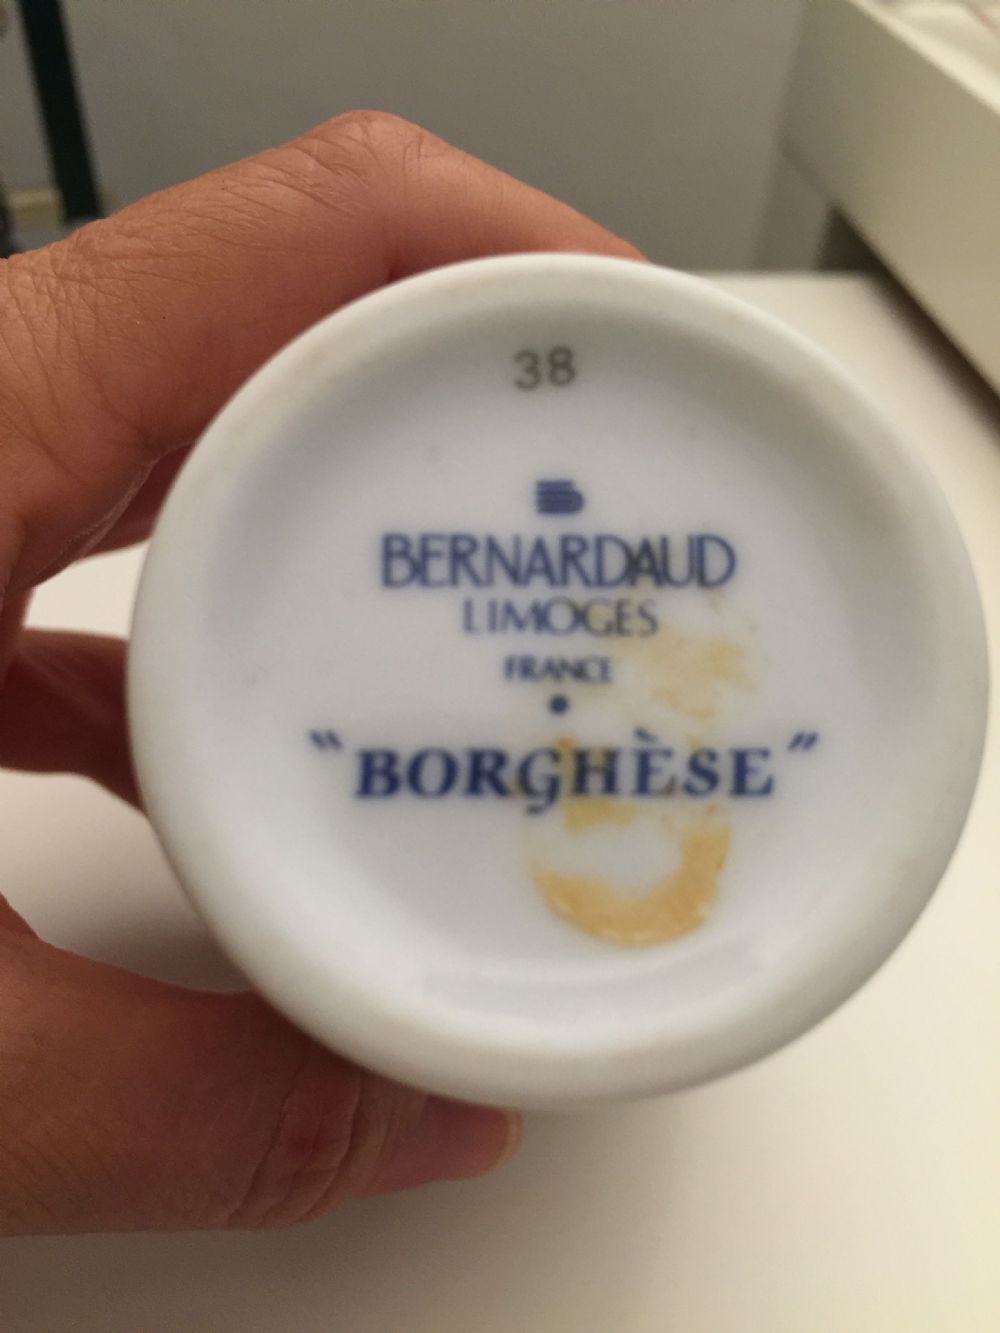 38
BERNARDAUD
LIMOGES
FRANCE
"BORGHÈSE"